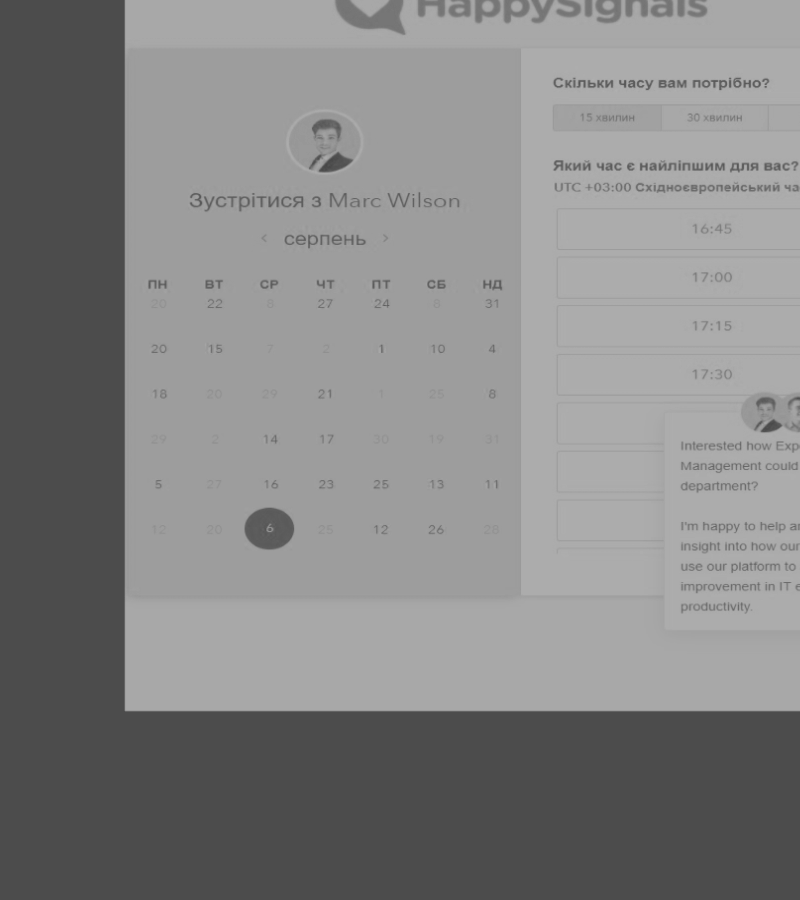 HappySignals
Зустрітися з Marc Wilson
‹ серпень ›
ПН ВТ СР ЧТ ПТ СБ НД
20 22 8 27 24 8 31
20 15 7 2 1 10 4
18 20 29 21 1 25 8
29 2 14 17 30 19 31
5 27 16 23 25 13 11
12 20 6 25 12 26 28
Скільки часу вам потрібно?
15 хвилин 30 хвилин
Який час є найліпшим для вас?
UTC +03:00 Східноєвропейський ча
16:45
17:00
17:15
17:30
Interested how Exp
Management could
department?
I'm happy to help a
insight into how our
use our platform to
improvement in IT e
productivity.